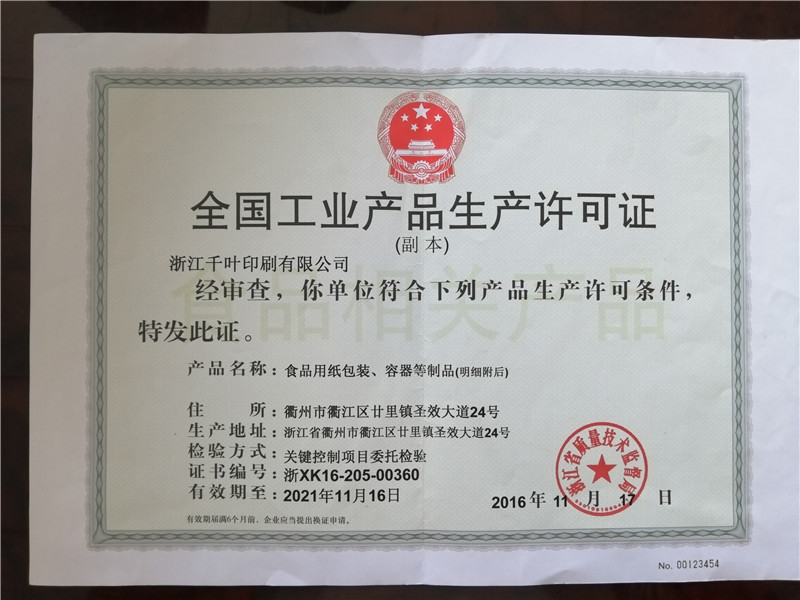 全国工业产品生产许可证
(副 本)
浙江千叶印刷有限公司
食品相关产品
经审查，你单位符合下列产品生产许可条件，
特发此证。
产品名称：食品用纸包装、容器等制品(明细附后)
住　　所：衢州市衢江区廿里镇圣效大道24号
生产地址：浙江省衢州市衢江区廿里镇圣效大道24号
检验方式：关键控制项目委托检验
证书编号：浙XK16-205-00360
有效期至：2021年11月16日
浙江省质量技术监督局
2016 年 11 月 17 日
有效期届满6个月前，企业应当提出换证申请。
No. 00123454